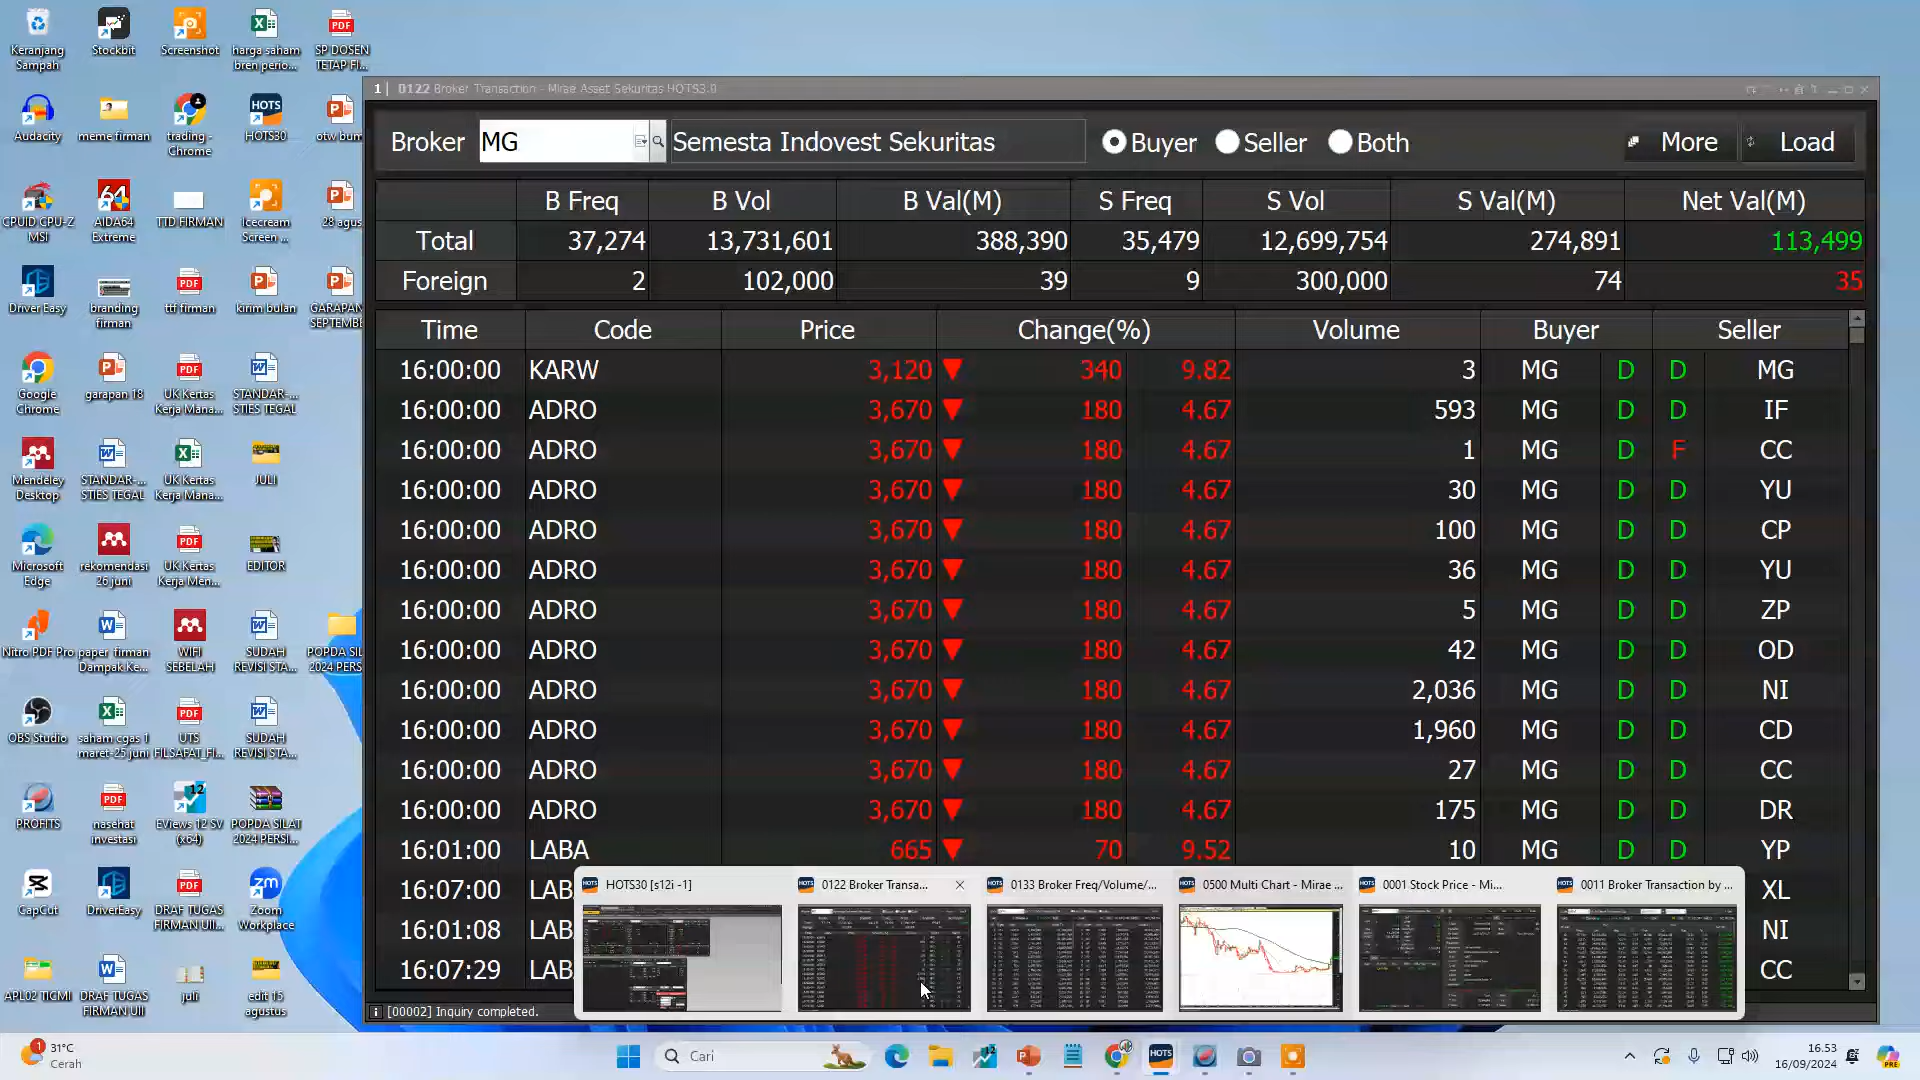 Keranjang Sampah
Stockbit
Screenshot
harga saham bren perio...
SP DOSEN TETAP FI...
Audacity
meme firman
trading - Chrome
HOTS30
otw bum
CPUID CPU-Z MSI
AIDA64 Extreme
TTD FIRMAN
Icecream Screen ...
28 agus
Driver Easy
branding firman
ttf firman
kirim bulan
GARAPAN SEPTEMBE
Google Chrome
garapan 18
UK Kertas Kerja Mana...
STANDAR-... STIES TEGAL
Mendeley Desktop
STANDAR-... STIES TEGAL
UK Kertas Kerja Mana...
JULI
Microsoft Edge
rekomendasi 26 juni
UK Kertas Kerja Men...
EDITOR
Nitro PDF Pro
paper_firman Dampak Ke...
WIFI SEBELAH
SUDAH REVISI STA...
POPDA SIL 2024 PERS
OBS Studio
saham cgas 1 maret-25 juni
UTS FILSAFAT_FI...
SUDAH REVISI STA...
PROFITS
nasehat investasi
EViews 12 SV (x64)
POPDA SILAT 2024 PERSI...
CapCut
DriverEasy
DRAF TUGAS FIRMAN UII...
Zoom Workplace
APL02 TICMI
DRAF TUGAS FIRMAN UII
juli
edit 15 agustus
1 | 0122 Broker Transaction - Mirae Asset Sekuritas HOTS3.0
Broker MG Semesta Indovest Sekuritas Buyer Seller Both More Load
B Freq B Vol B Val(M) S Freq S Vol S Val(M) Net Val(M)
Total 37,274 13,731,601 388,390 35,479 12,699,754 274,891 113,499
Foreign 2 102,000 39 9 300,000 74 35
Time Code Price Change(%) Volume Buyer Seller
16:00:00 KARW 3,120 ▼ 340 9.82 3 MG D D MG
16:00:00 ADRO 3,670 ▼ 180 4.67 593 MG D D IF
16:00:00 ADRO 3,670 ▼ 180 4.67 1 MG D F CC
16:00:00 ADRO 3,670 ▼ 180 4.67 30 MG D D YU
16:00:00 ADRO 3,670 ▼ 180 4.67 100 MG D D CP
16:00:00 ADRO 3,670 ▼ 180 4.67 36 MG D D YU
16:00:00 ADRO 3,670 ▼ 180 4.67 5 MG D D ZP
16:00:00 ADRO 3,670 ▼ 180 4.67 42 MG D D OD
16:00:00 ADRO 3,670 ▼ 180 4.67 2,036 MG D D NI
16:00:00 ADRO 3,670 ▼ 180 4.67 1,960 MG D D CD
16:00:00 ADRO 3,670 ▼ 180 4.67 27 MG D D CC
16:00:00 ADRO 3,670 ▼ 180 4.67 175 MG D D DR
16:01:00 LABA 665 ▼ 70 9.52 10 MG D D YP
16:07:00 LAB XL
16:01:08 LAB NI
16:07:29 LAB CC
HOTS30 [s12i -1]
0122 Broker Transa...
0133 Broker Freq/Volume/...
0500 Multi Chart - Mirae ...
0001 Stock Price - Mi...
0011 Broker Transaction by ...
[00002] Inquiry completed.
31°C
Cerah
Cari
HOTS
16.53
16/09/2024